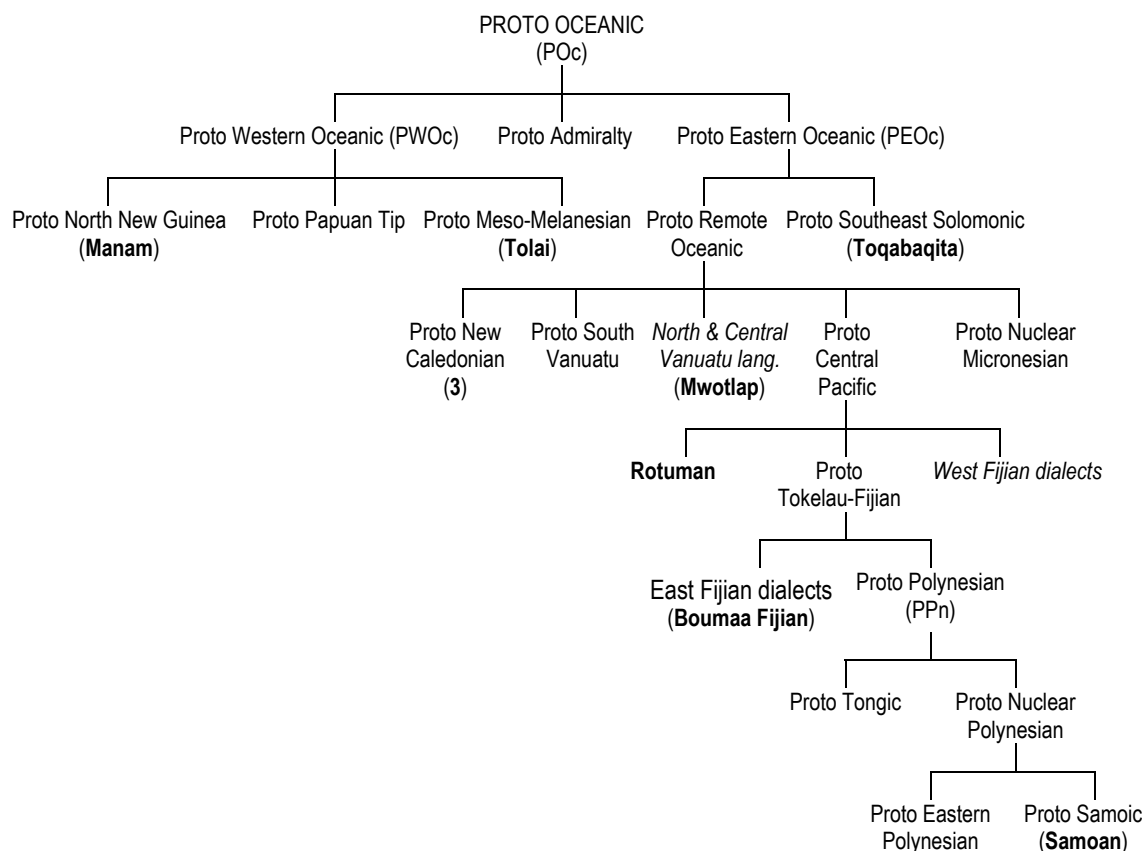 PROTO OCEANIC
(POc)
Proto Western Oceanic (PWOc)
Proto Admiralty
Proto Eastern Oceanic (PEOc)
Proto North New Guinea
(Manam)
Proto Papuan Tip
Proto Meso-Melanesian
(Tolai)
Proto Remote
Oceanic
Proto Southeast Solomonic
(Toqabaqita)
Proto New
Caledonian
(3)
Proto South
Vanuatu
North & Central
Vanuatu lang.
(Mwotlap)
Proto
Central
Pacific
Proto Nuclear
Micronesian
Rotuman
Proto
Tokelau-Fijian
West Fijian dialects
East Fijian dialects
(Boumaa Fijian)
Proto Polynesian
(PPn)
Proto Tongic
Proto Nuclear
Polynesian
Proto Eastern
Polynesian
Proto Samoic
(Samoan)